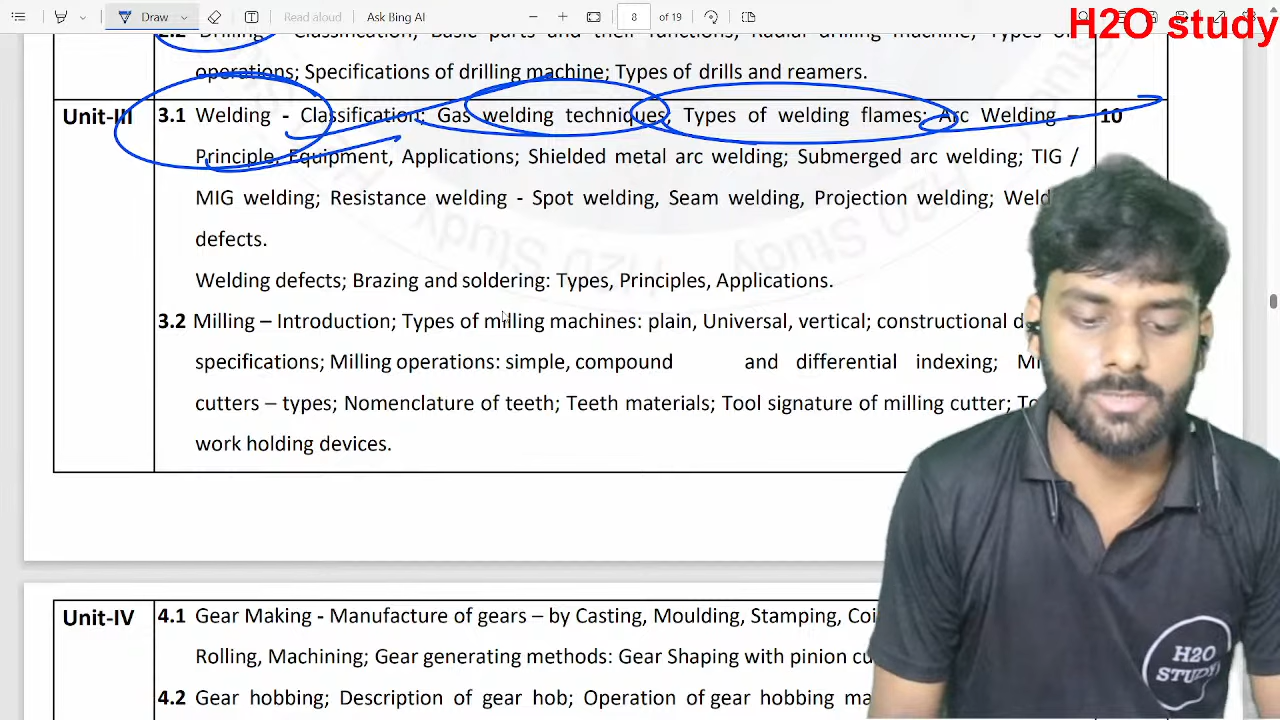 Draw
Read aloud
Ask Bing AI
8 of 19
H2O study
operations; Specifications of drilling machine; Types of drills and reamers.
Unit-III
3.1 Welding - Classification; Gas welding techniques; Types of welding flames; Arc Welding –
10
Principle, Equipment, Applications; Shielded metal arc welding; Submerged arc welding; TIG /
MIG welding; Resistance welding - Spot welding, Seam welding, Projection welding;
defects.
Welding defects; Brazing and soldering: Types, Principles, Applications.
3.2 Milling – Introduction; Types of milling machines: plain, Universal, vertical; constructional
specifications; Milling operations: simple, compound and differential indexing;
cutters – types; Nomenclature of teeth; Teeth materials; Tool signature of milling cutter;
work holding devices.
Unit-IV
4.1 Gear Making - Manufacture of gears – by Casting, Moulding, Stamping,
Rolling, Machining; Gear generating methods: Gear Shaping with pinion
4.2 Gear hobbing; Description of gear hob; Operation of gear hobbing
H2O
STUDY
H2O Study